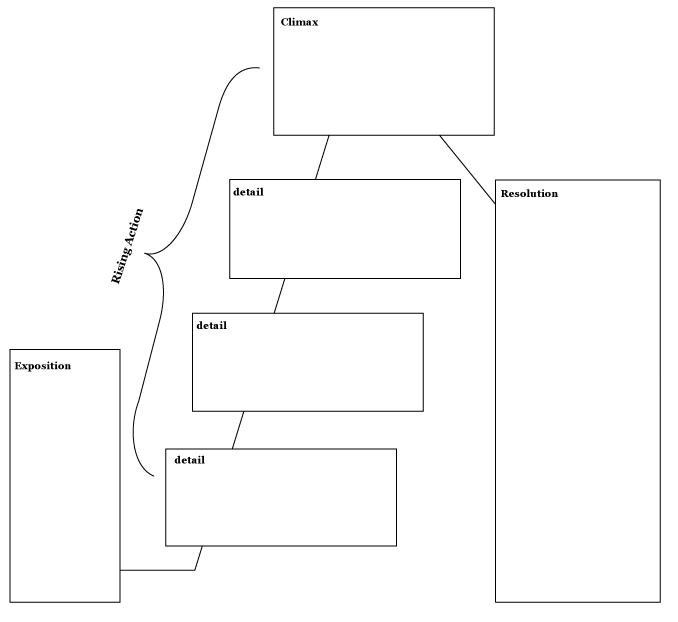 Climax
detail
Resolution
Rising Action
detail
Exposition
detail